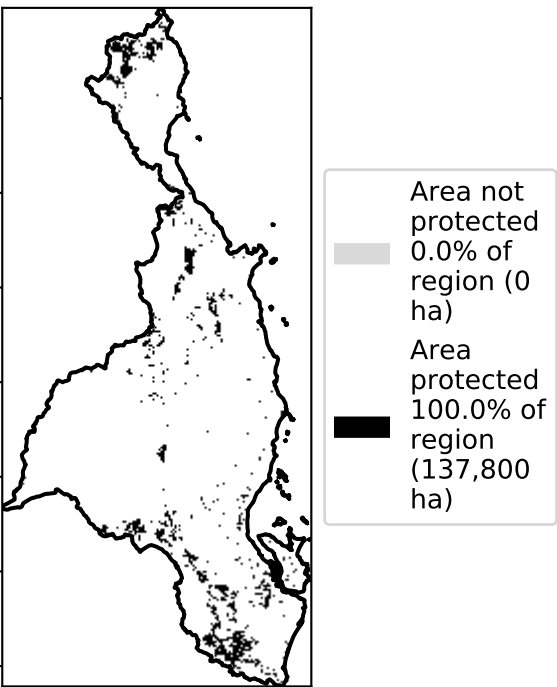 Area not
protected
0.0% of
region (0
ha)
Area
protected
100.0% of
region
(137,800
ha)